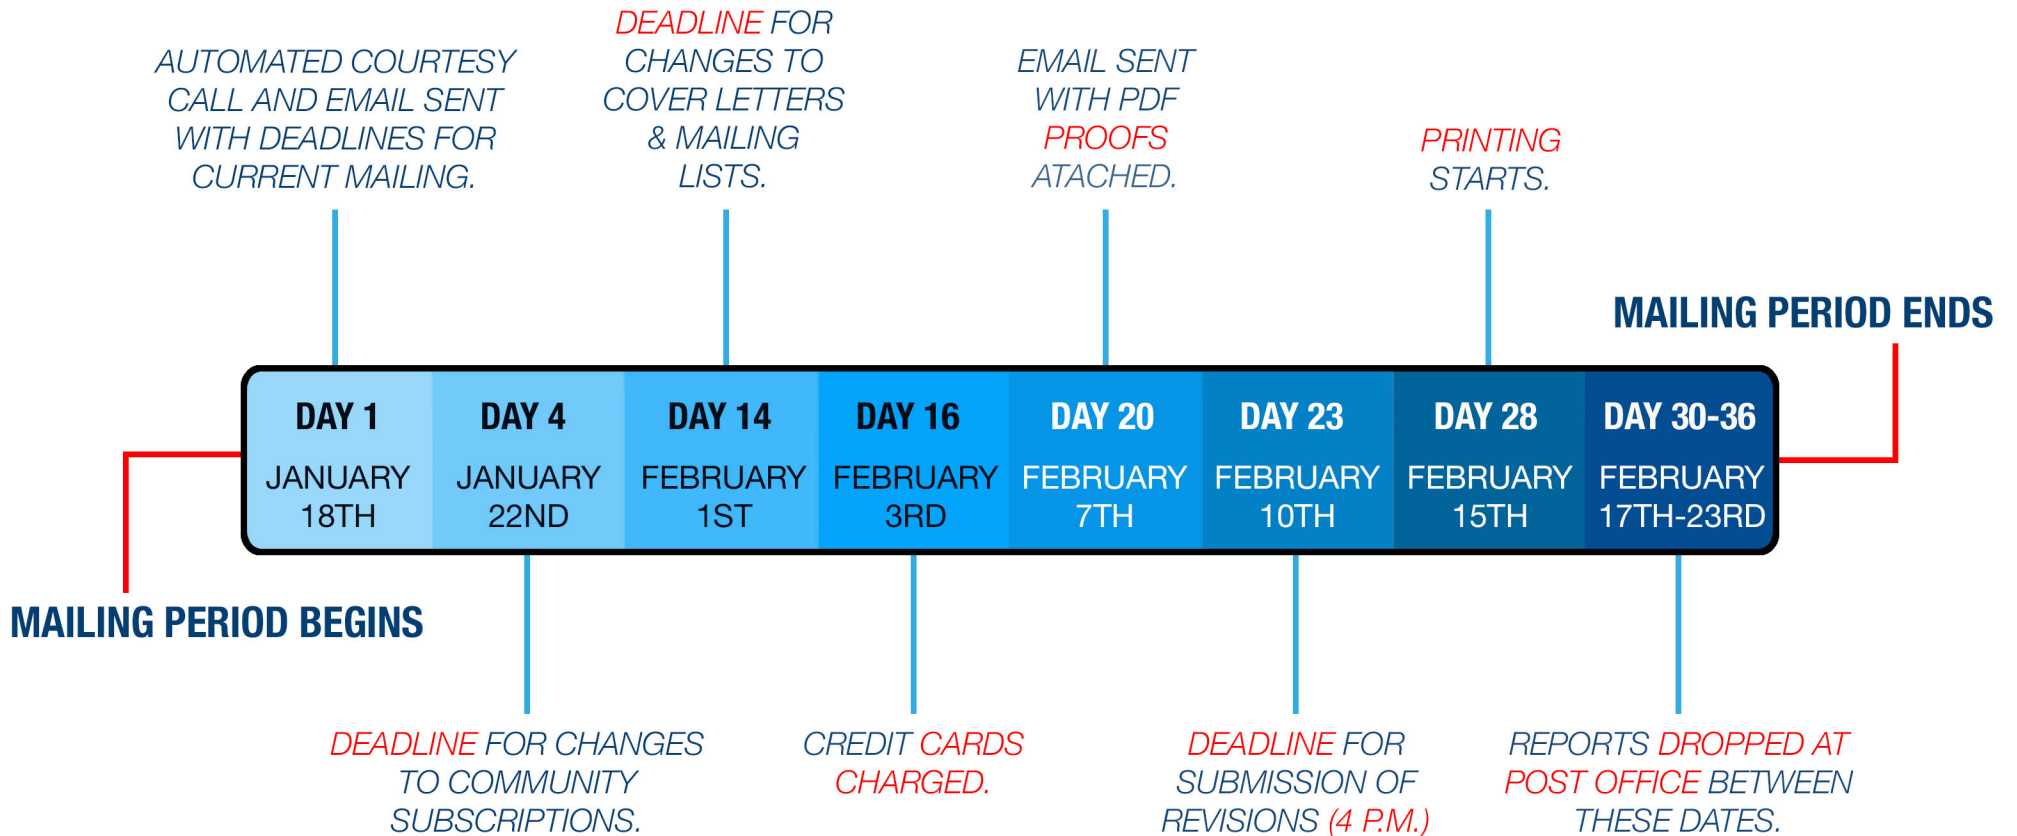 AUTOMATED COURTESY
CALL AND EMAIL SENT
WITH DEADLINES FOR
CURRENT MAILING.
DEADLINE FOR
CHANGES TO
COVER LETTERS
& MAILING
LISTS.
EMAIL SENT
WITH PDF
PROOFS
ATACHED.
PRINTING
STARTS.
MAILING PERIOD ENDS
DAY 1
JANUARY
18TH
DAY 4
JANUARY
22ND
DAY 14
FEBRUARY
1ST
DAY 16
FEBRUARY
3RD
DAY 20
FEBRUARY
7TH
DAY 23
FEBRUARY
10TH
DAY 28
FEBRUARY
15TH
DAY 30-36
FEBRUARY
17TH-23RD
MAILING PERIOD BEGINS
DEADLINE FOR CHANGES
TO COMMUNITY
SUBSCRIPTIONS.
CREDIT CARDS
CHARGED.
DEADLINE FOR
SUBMISSION OF
REVISIONS (4 P.M.)
REPORTS DROPPED AT
POST OFFICE BETWEEN
THESE DATES.